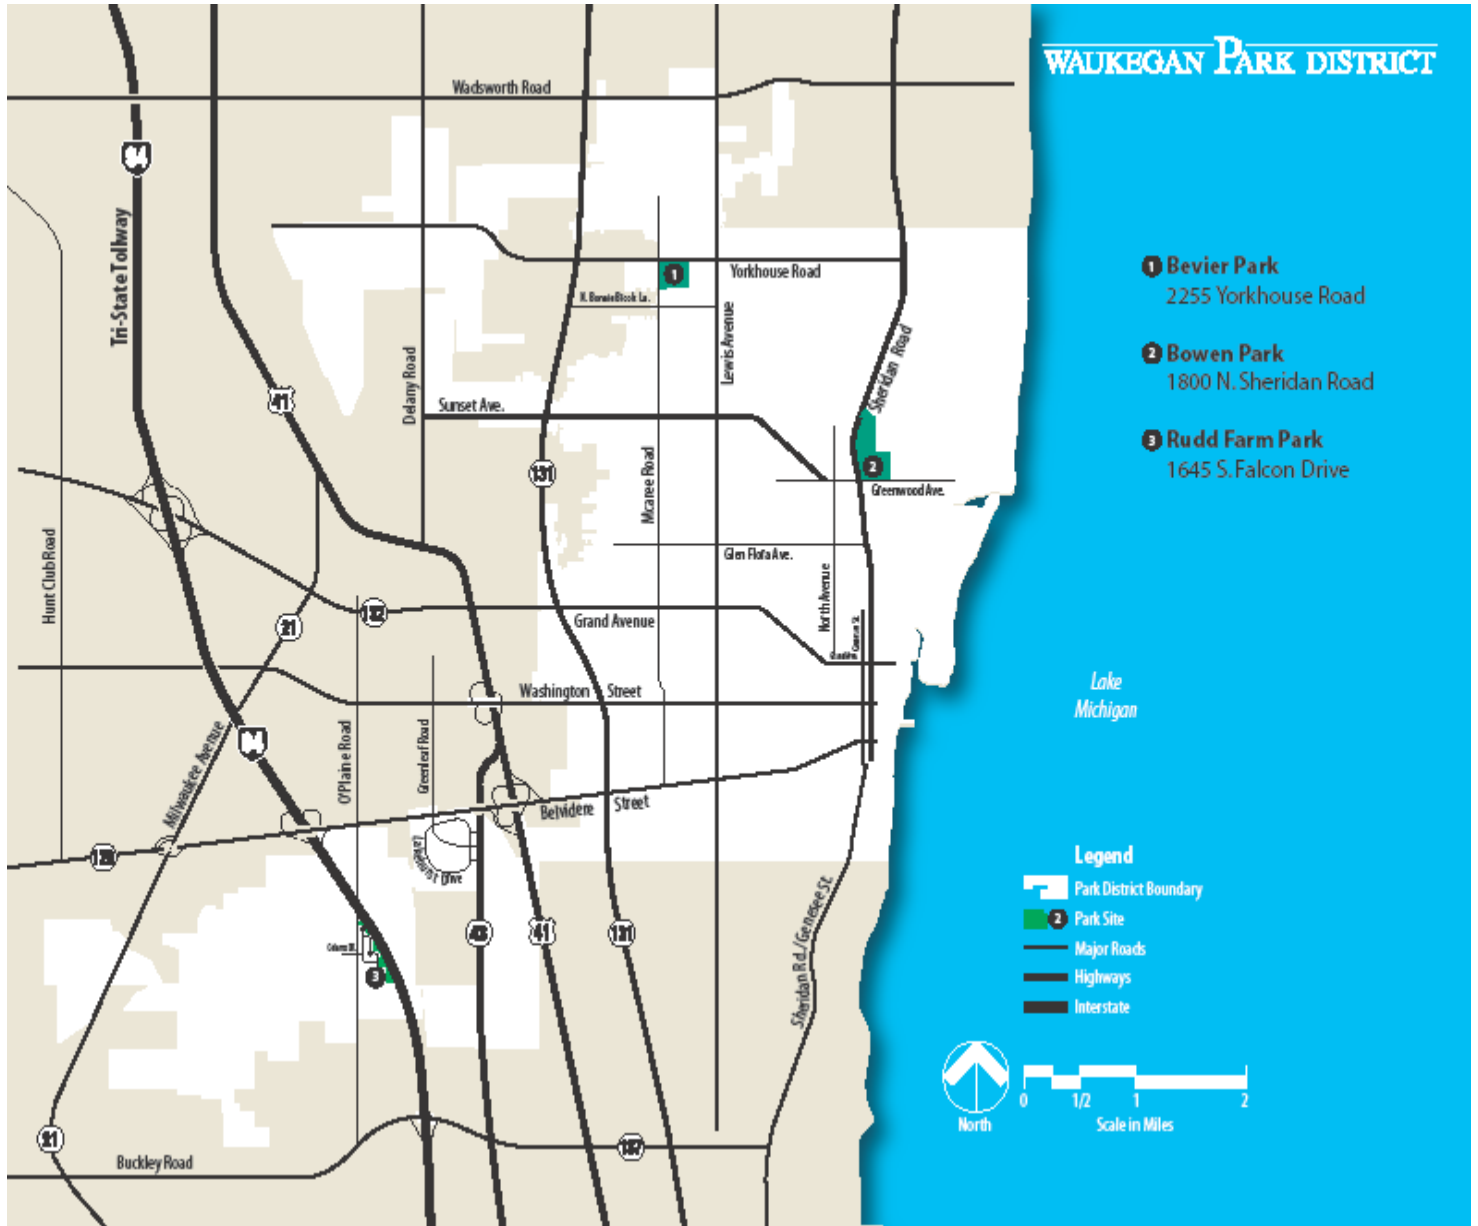 WAUKEGAN PARK DISTRICT
Wadsworth Road
94
Tri-State Tollway
1 Bevier Park
2255 Yorkhouse Road
1
Yorkhouse Road
Lewis Avenue
Sheridan Road
2 Bowen Park
1800 N. Sheridan Road
41
Delany Road
Sunset Ave.
3 Rudd Farm Park
1645 S. Falcon Drive
131
Mcaree Road
2
Greenwood Ave.
Hunt Club Road
Glen Flora Ave.
North Avenue
132
21
Grand Avenue
Washington Street
Lake
Michigan
94
Milwaukee Avenue
O'Plaine Road
Greenleaf Road
Belvidere Street
120
Lakehurst Drive
Legend
Park District Boundary
2 Park Site
Major Roads
Highways
Interstate
43
41
131
3
Sheridan Rd./Genesee St.
North
0 1/2 1 2
Scale in Miles
21
137
Buckley Road